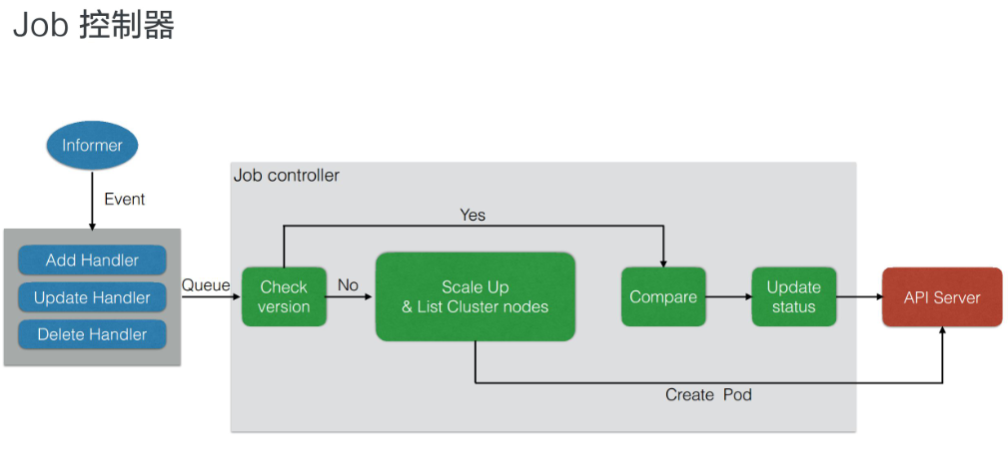 Job 控制器
Informer
Event
Add Handler
Update Handler
Delete Handler
Queue
Job controller
Yes
Check
version
No
Scale Up
& List Cluster nodes
Compare
Update
status
API Server
Create Pod